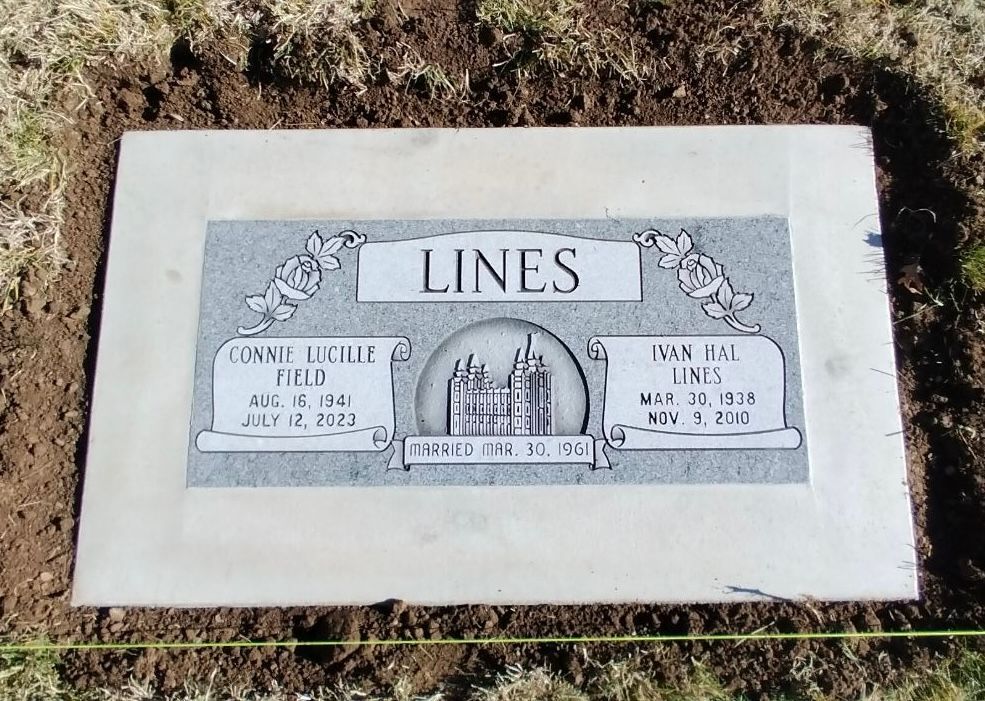 LINES
CONNIE LUCILLE
FIELD
AUG. 16, 1941
JULY 12, 2023
IVAN HAL
LINES
MAR. 30, 1938
NOV. 9, 2010
MARRIED MAR. 30, 1961